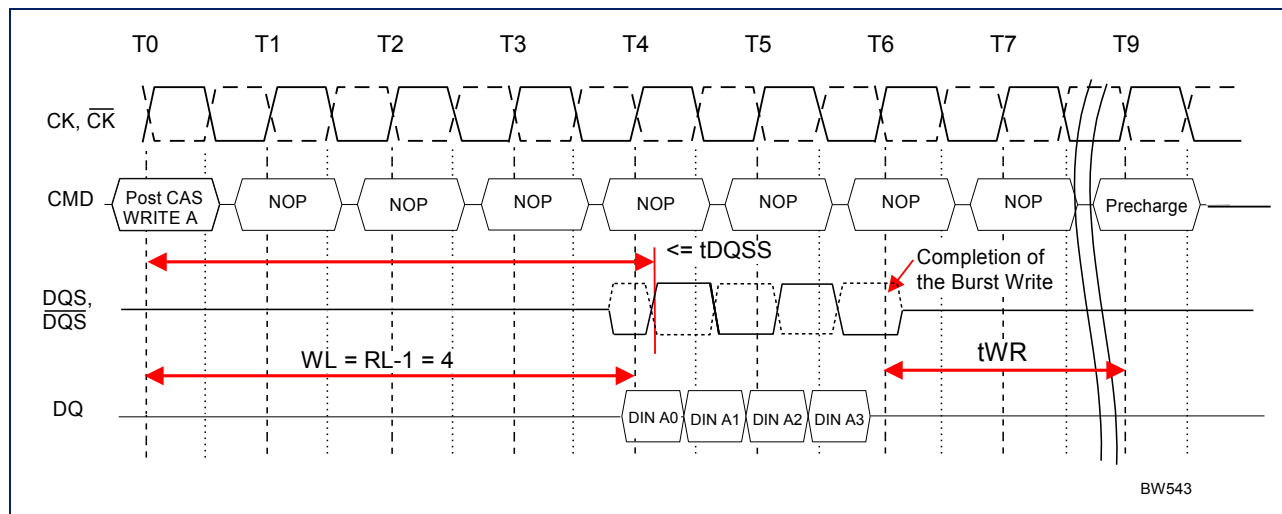 T0 T1 T2 T3 T4 T5 T6 T7 T9
CK, CK
CMD
Post CAS
WRITE A
NOP NOP NOP NOP NOP NOP NOP Precharge
<= tDQSS
Completion of
the Burst Write
DQS,
DQS
WL = RL-1 = 4
tWR
DQ
DIN A0 DIN A1 DIN A2 DIN A3
BW543